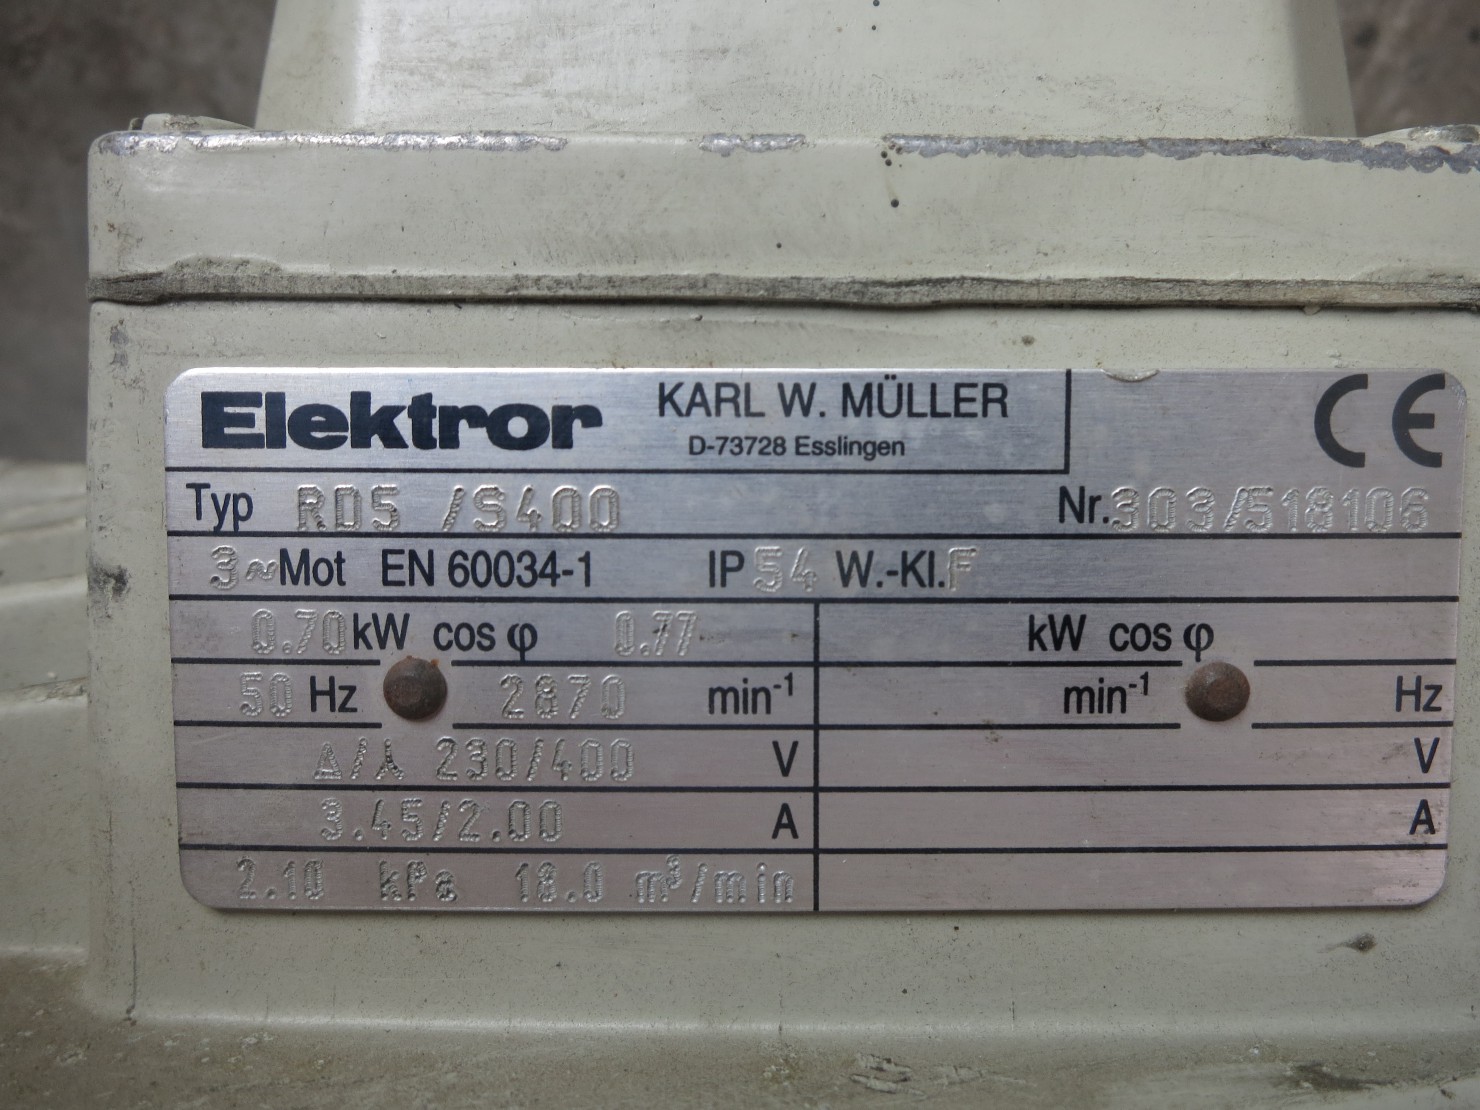 Elektror KARL W. MÜLLER CE
D-73728 Esslingen
Typ RD5 /S400 Nr.303/518106
3~Mot EN 60034-1 IP 54 W.-Kl.F
0.70 kW cos φ 0.77 kW cos φ
50 Hz 2870 min-1 min-1 Hz
Δ/⅄ 230/400 V V
3.45/2.00 A A
2.10 kPa 18.0 m³/min